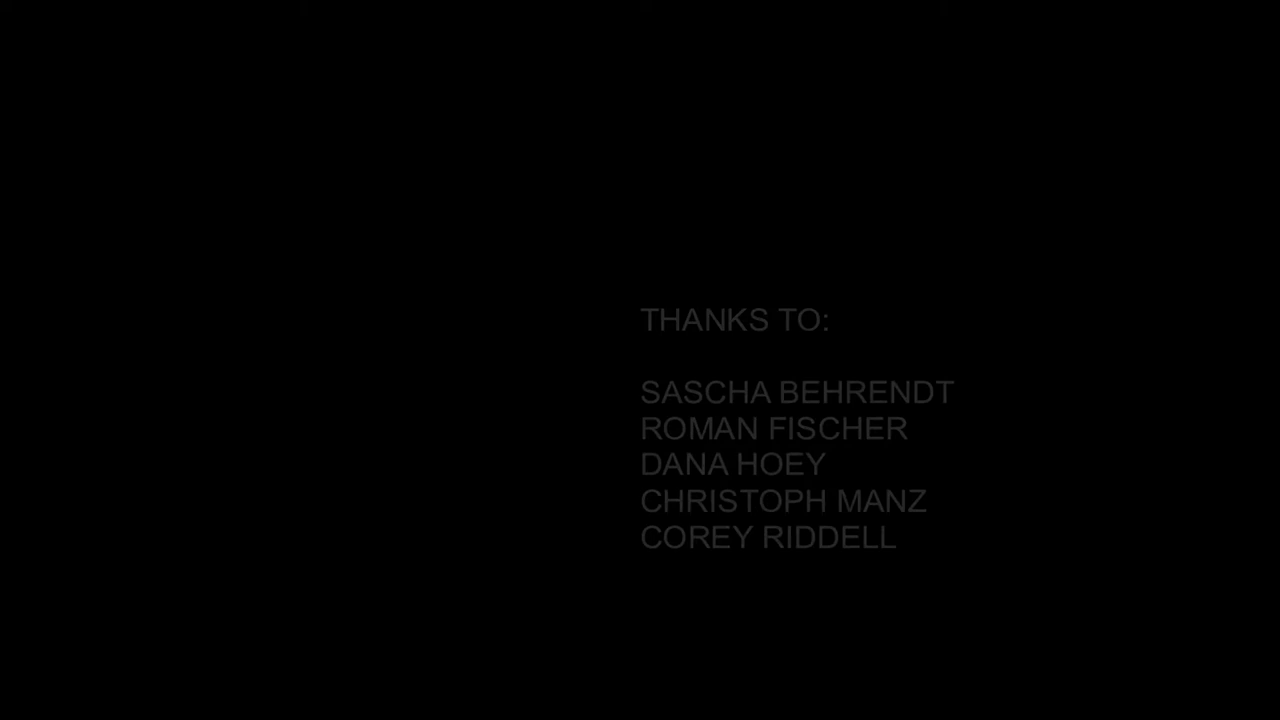 THANKS TO:
SASCHA BEHRENDT
ROMAN FISCHER
DANA HOEY
CHRISTOPH MANZ
COREY RIDDELL